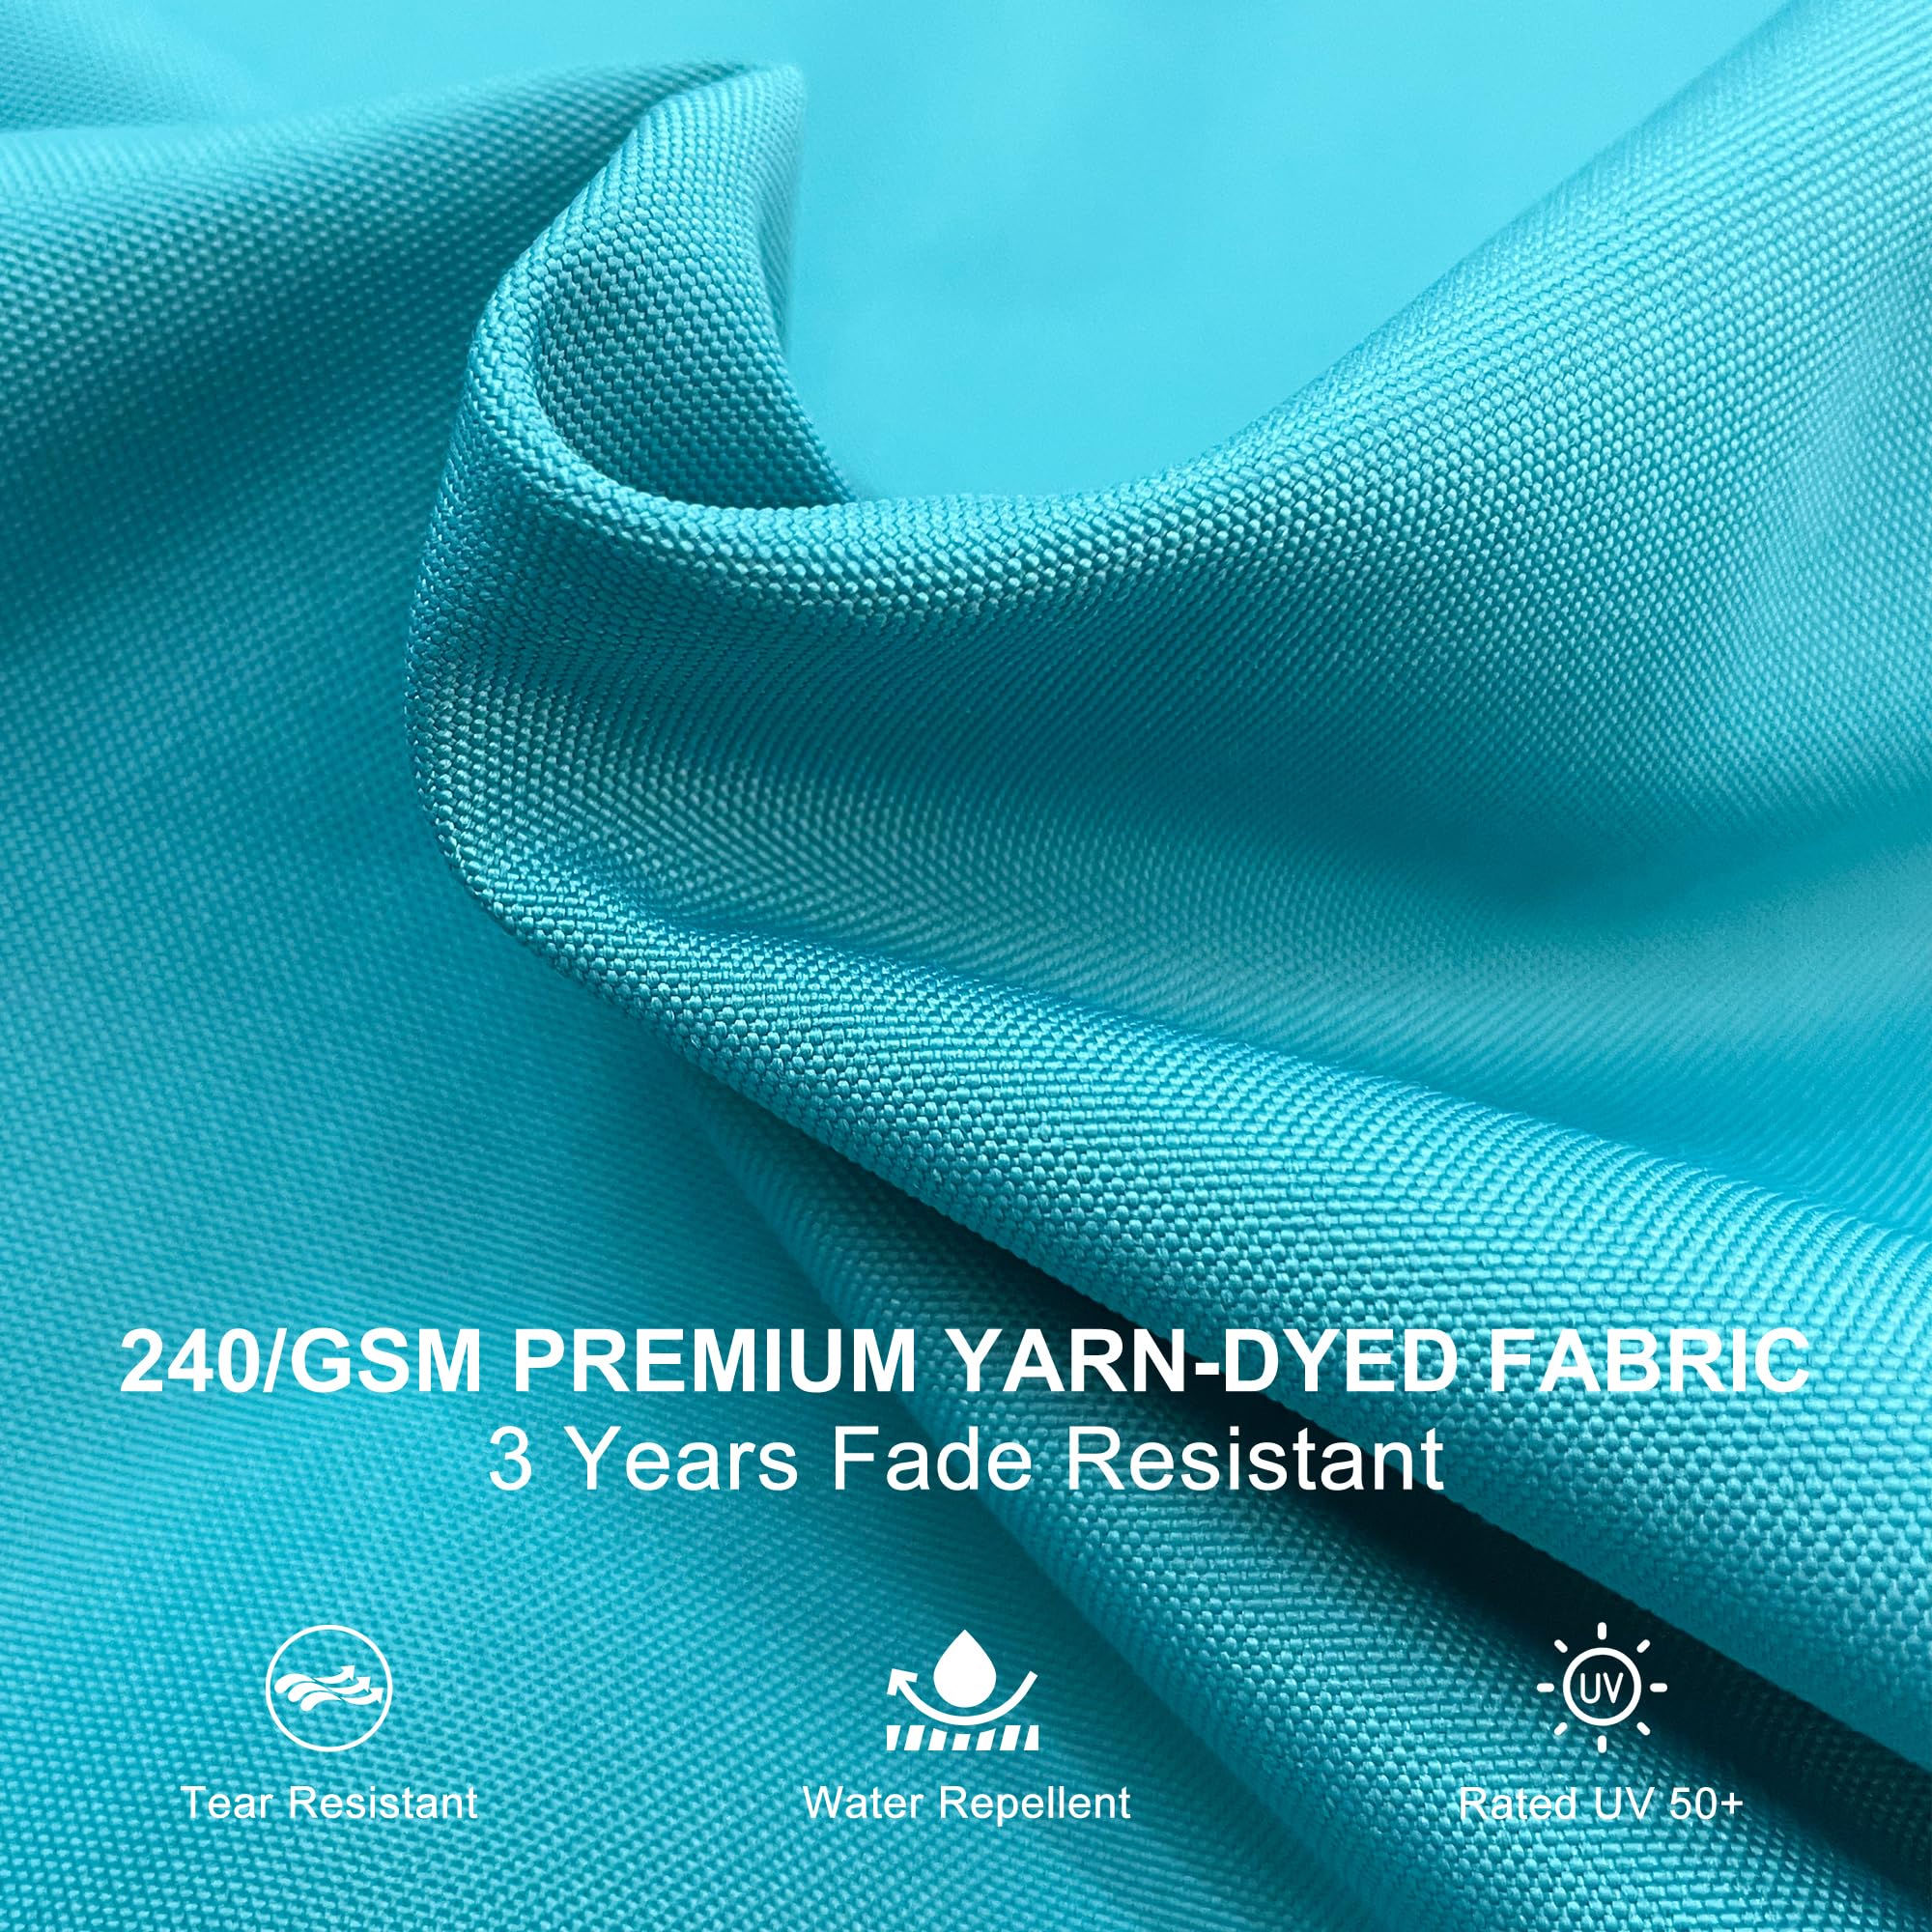 240/GSM PREMIUM YARN-DYED FABRIC
3 Years Fade Resistant
UV
Tear Resistant
Water Repellent
Rated UV 50+